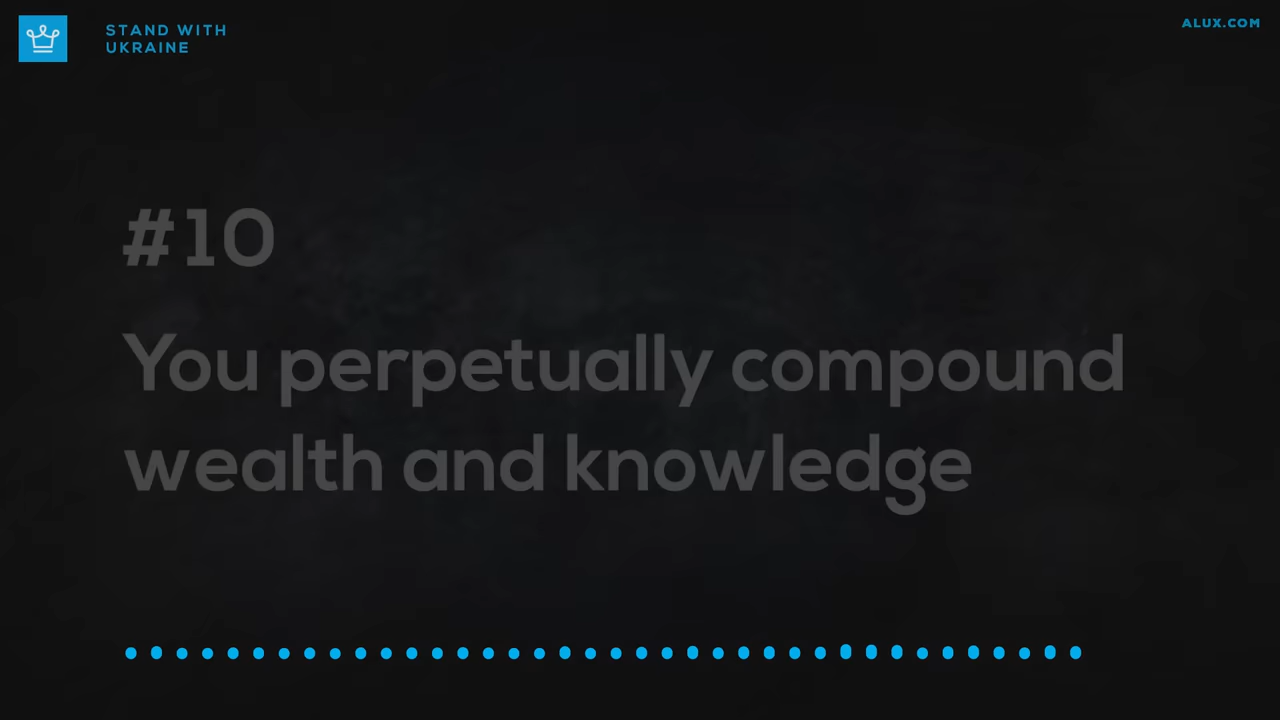 STAND WITH
UKRAINE
ALUX.COM
#10
You perpetually compound
wealth and knowledge